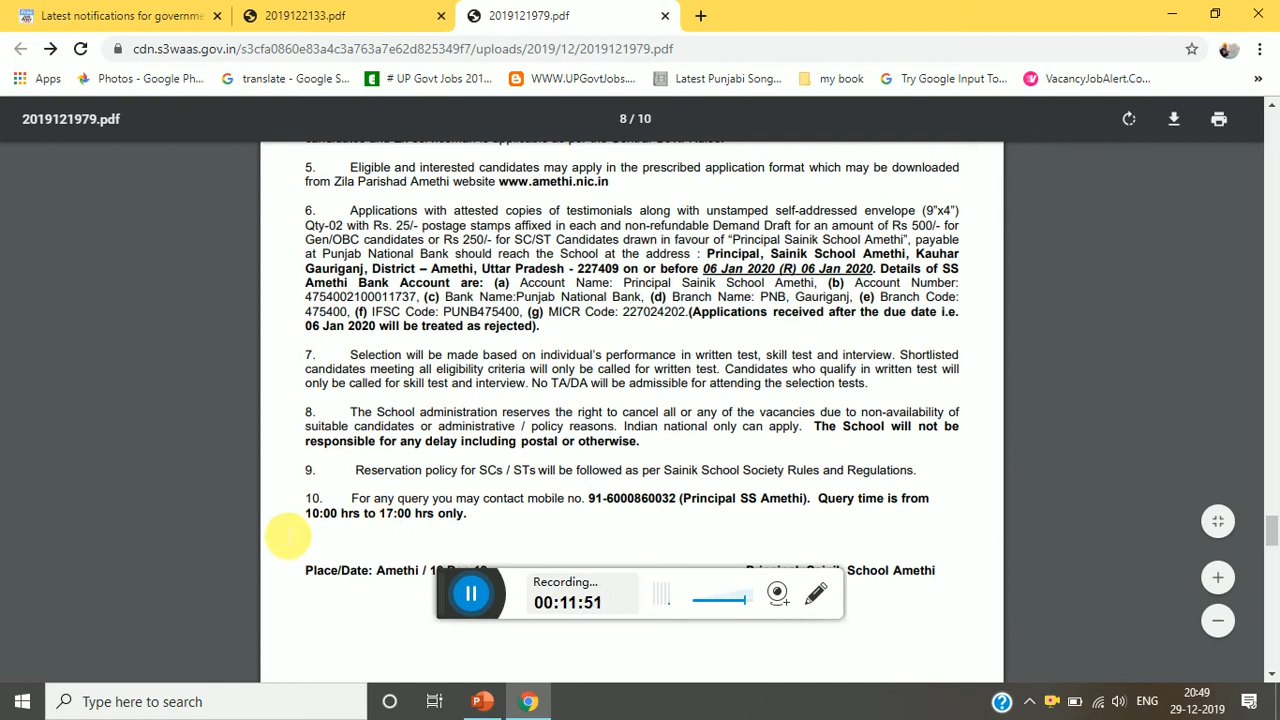 Latest notifications for governme
2019122133.pdf
2019121979.pdf
cdn.s3waas.gov.in/s3cfa0860e83a4c3a763a7e62d825349f7/uploads/2019/12/2019121979.pdf
Apps
Photos - Google Ph...
translate - Google S...
# UP Govt Jobs 201...
WWW.UPGovtJobs....
Latest Punjabi Song...
my book
Try Google Input To...
VacancyJobAlert.Co...
2019121979.pdf
8 / 10
5. Eligible and interested candidates may apply in the prescribed application format which may be downloaded
from Zila Parishad Amethi website www.amethi.nic.in
6. Applications with attested copies of testimonials along with unstamped self-addressed envelope (9”x4”)
Qty-02 with Rs. 25/- postage stamps affixed in each and non-refundable Demand Draft for an amount of Rs 500/- for
Gen/OBC candidates or Rs 250/- for SC/ST Candidates drawn in favour of “Principal Sainik School Amethi”, payable
at Punjab National Bank should reach the School at the address : Principal, Sainik School Amethi, Kauhar
Gauriganj, District – Amethi, Uttar Pradesh - 227409 on or before 06 Jan 2020 (R) 06 Jan 2020. Details of SS
Amethi Bank Account are: (a) Account Name: Principal Sainik School Amethi, (b) Account Number:
4754002100011737, (c) Bank Name:Punjab National Bank, (d) Branch Name: PNB, Gauriganj, (e) Branch Code:
475400, (f) IFSC Code: PUNB475400, (g) MICR Code: 227024202.(Applications received after the due date i.e.
06 Jan 2020 will be treated as rejected).
7. Selection will be made based on individual’s performance in written test, skill test and interview. Shortlisted
candidates meeting all eligibility criteria will only be called for written test. Candidates who qualify in written test will
only be called for skill test and interview. No TA/DA will be admissible for attending the selection tests.
8. The School administration reserves the right to cancel all or any of the vacancies due to non-availability of
suitable candidates or administrative / policy reasons. Indian national only can apply. The School will not be
responsible for any delay including postal or otherwise.
9. Reservation policy for SCs / STs will be followed as per Sainik School Society Rules and Regulations.
10. For any query you may contact mobile no. 91-6000860032 (Principal SS Amethi). Query time is from
10:00 hrs to 17:00 hrs only.
Place/Date: Amethi / School Amethi
Recording...
00:11:51
Type here to search
ENG
20:49
29-12-2019